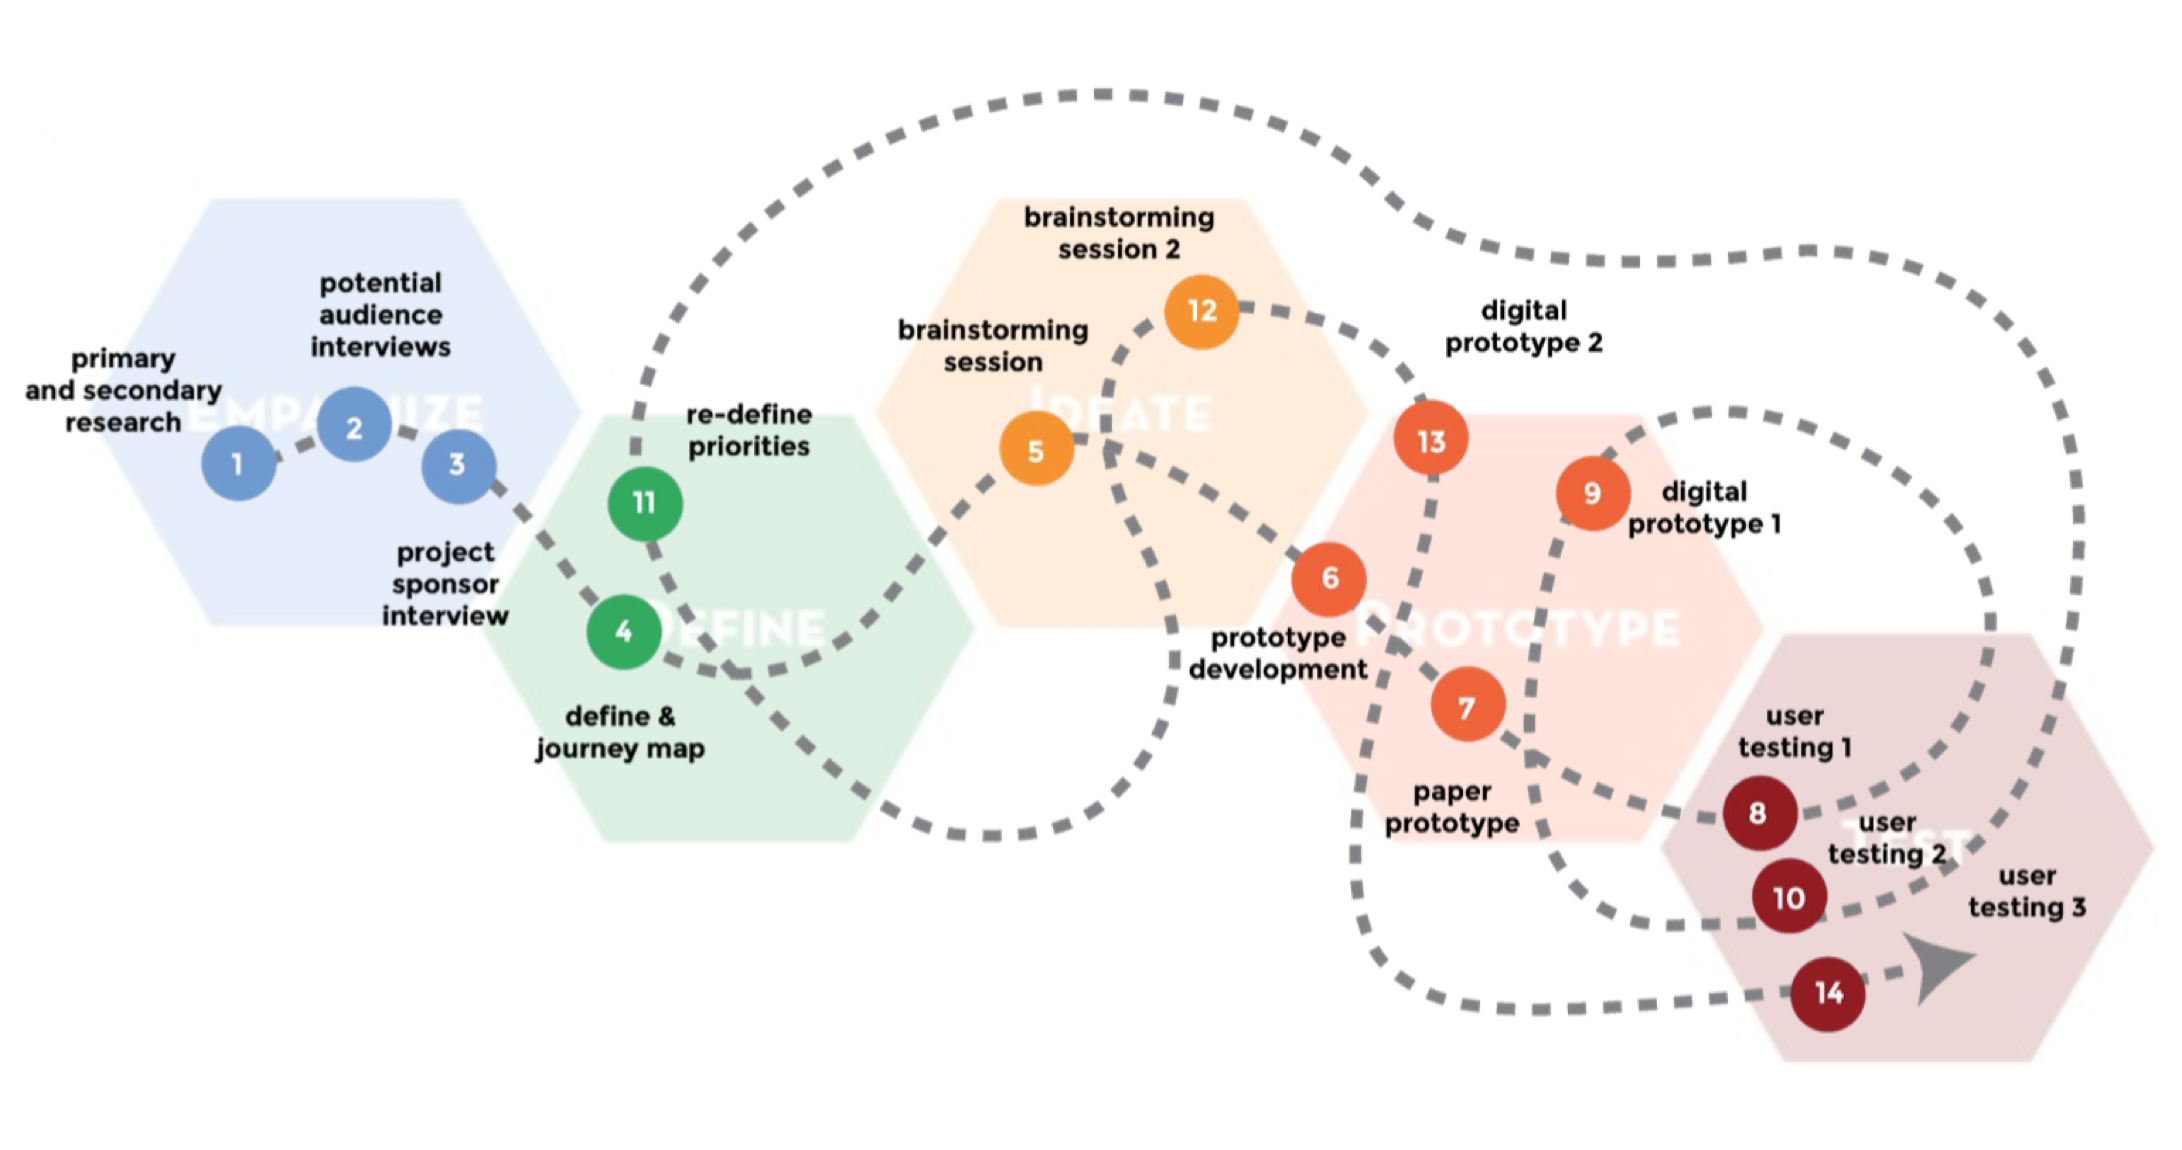 primary
and secondary
research
1
potential
audience
interviews
2
3
project
sponsor
interview
EMPATHIZE
re-define
priorities
11
4
define &
journey map
DEFINE
brainstorming
session 2
12
brainstorming
session
5
IDEATE
digital
prototype 2
13
9
digital
prototype 1
6
prototype
development
PROTOTYPE
7
paper
prototype
user
testing 1
8
user
testing 2
10
TEST
user
testing 3
14